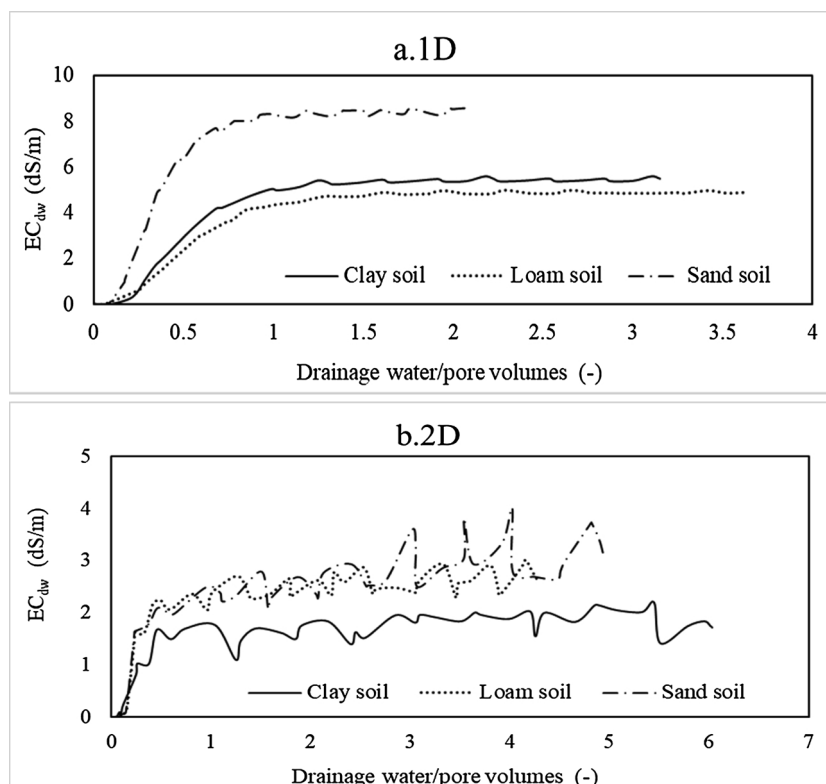 a.1D
10
8
6
4
2
0
ECdw (dS/m)
Clay soil Loam soil Sand soil
0 0.5 1 1.5 2 2.5 3 3.5 4
Drainage water/pore volumes (-)
b.2D
5
4
3
2
1
0
ECdw (dS/m)
Clay soil Loam soil Sand soil
0 1 2 3 4 5 6 7
Drainage water/pore volumes (-)